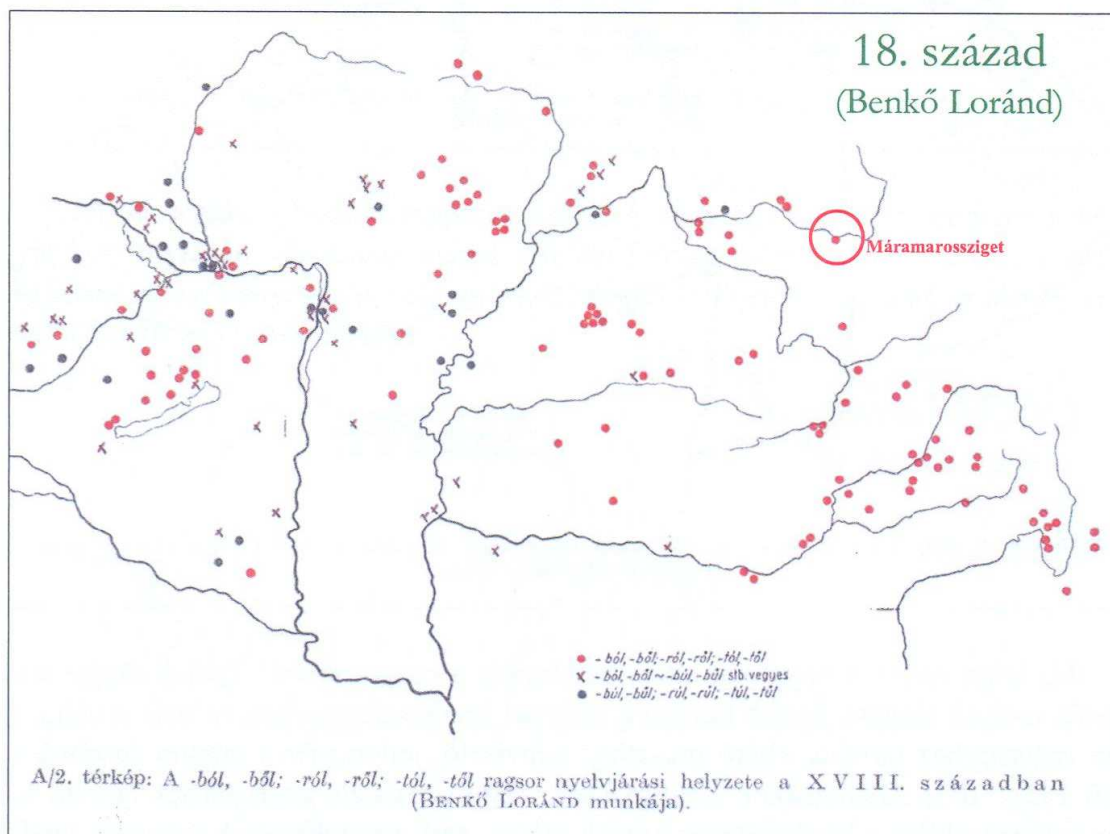 18. század
(Benkő Loránd)
Máramarossziget
-ból, -ből; -ról, -ről; -tól, -től
-ból, -ből ~ -búl, -bűl stb. vegyes
-búl, -bűl; -rúl, -rűl; -túl, -tűl
A/2. térkép: A -ból, -ből; -ról, -ről; -tól, -től ragsor nyelvjárási helyzete a XVIII. században
(BENKŐ LORÁND munkája).